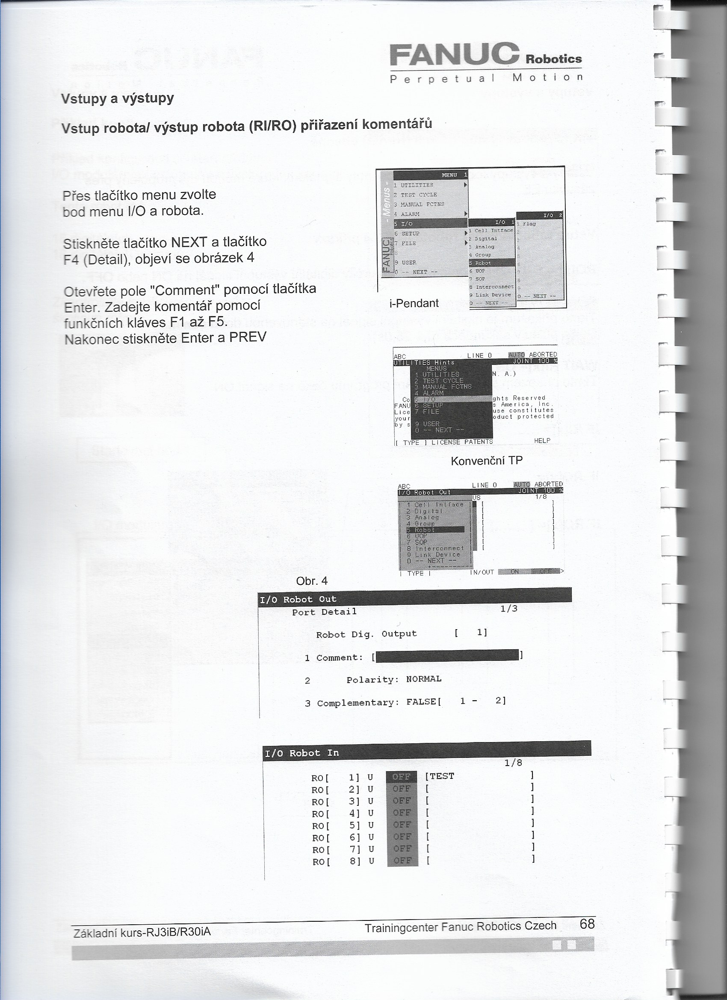 FANUC Robotics
Perpetual Motion
Vstupy a výstupy
Vstup robota/ výstup robota (RI/RO) přiřazení komentářů
Přes tlačítko menu zvolte
bod menu I/O a robota.
Stiskněte tlačítko NEXT a tlačítko
F4 (Detail), objeví se obrázek 4
Otevřete pole "Comment" pomocí tlačítka
Enter. Zadejte komentář pomocí
funkčních kláves F1 až F5.
Nakonec stiskněte Enter a PREV
- Menus -
FANUC Robotics
MENU 1
1 UTILITIES
2 TEST CYCLE
3 MANUAL FCTNS
4 ALARM
5 I/O
6 SETUP
7 FILE
8
9 USER
0 -- NEXT --
I/O 1
1 Cell Intface
2 Digital
3 Analog
4 Group
5 Robot
6 UOP
7 SOP
8 Interconnect
9 Link Device
0 -- NEXT --
I/O 2
1 Flag
2
3
4
5
6
7
8
9
0 -- NEXT --
i-Pendant
ABC LINE 0 AUTO ABORTED
UTILITIES Hints JOINT 100 %
MENUS
1 UTILITIES N. A.)
2 TEST CYCLE
3 MANUAL FCTNS
4 ALARM
Co 5 I/O ghts Reserved
FANU 6 SETUP s America, Inc.
Lice 7 FILE use constitutes
your oduct protected
by s 9 USER
0 -- NEXT --
[ TYPE ] LICENSE PATENTS HELP
Konvenční TP
ABC LINE 0 AUTO ABORTED
I/O Robot Out JOINT 100 %
US 1/8
1 Cell Intface [ ]
2 Digital [ ]
3 Analog [ ]
4 Group [ ]
5 Robot [ ]
6 UOP [ ]
7 SOP [ ]
8 Interconnect [ ]
9 Link Device
0 -- NEXT --
[ TYPE ] IN/OUT ON OFF >
Obr. 4
I/O Robot Out
Port Detail 1/3
Robot Dig. Output [ 1]
1 Comment: [ ]
2 Polarity: NORMAL
3 Complementary: FALSE[ 1 - 2]
I/O Robot In
1/8
RO[ 1] U OFF [TEST ]
RO[ 2] U OFF [ ]
RO[ 3] U OFF [ ]
RO[ 4] U OFF [ ]
RO[ 5] U OFF [ ]
RO[ 6] U OFF [ ]
RO[ 7] U OFF [ ]
RO[ 8] U OFF [ ]
Základní kurs-RJ3iB/R30iA Trainingcenter Fanuc Robotics Czech 68